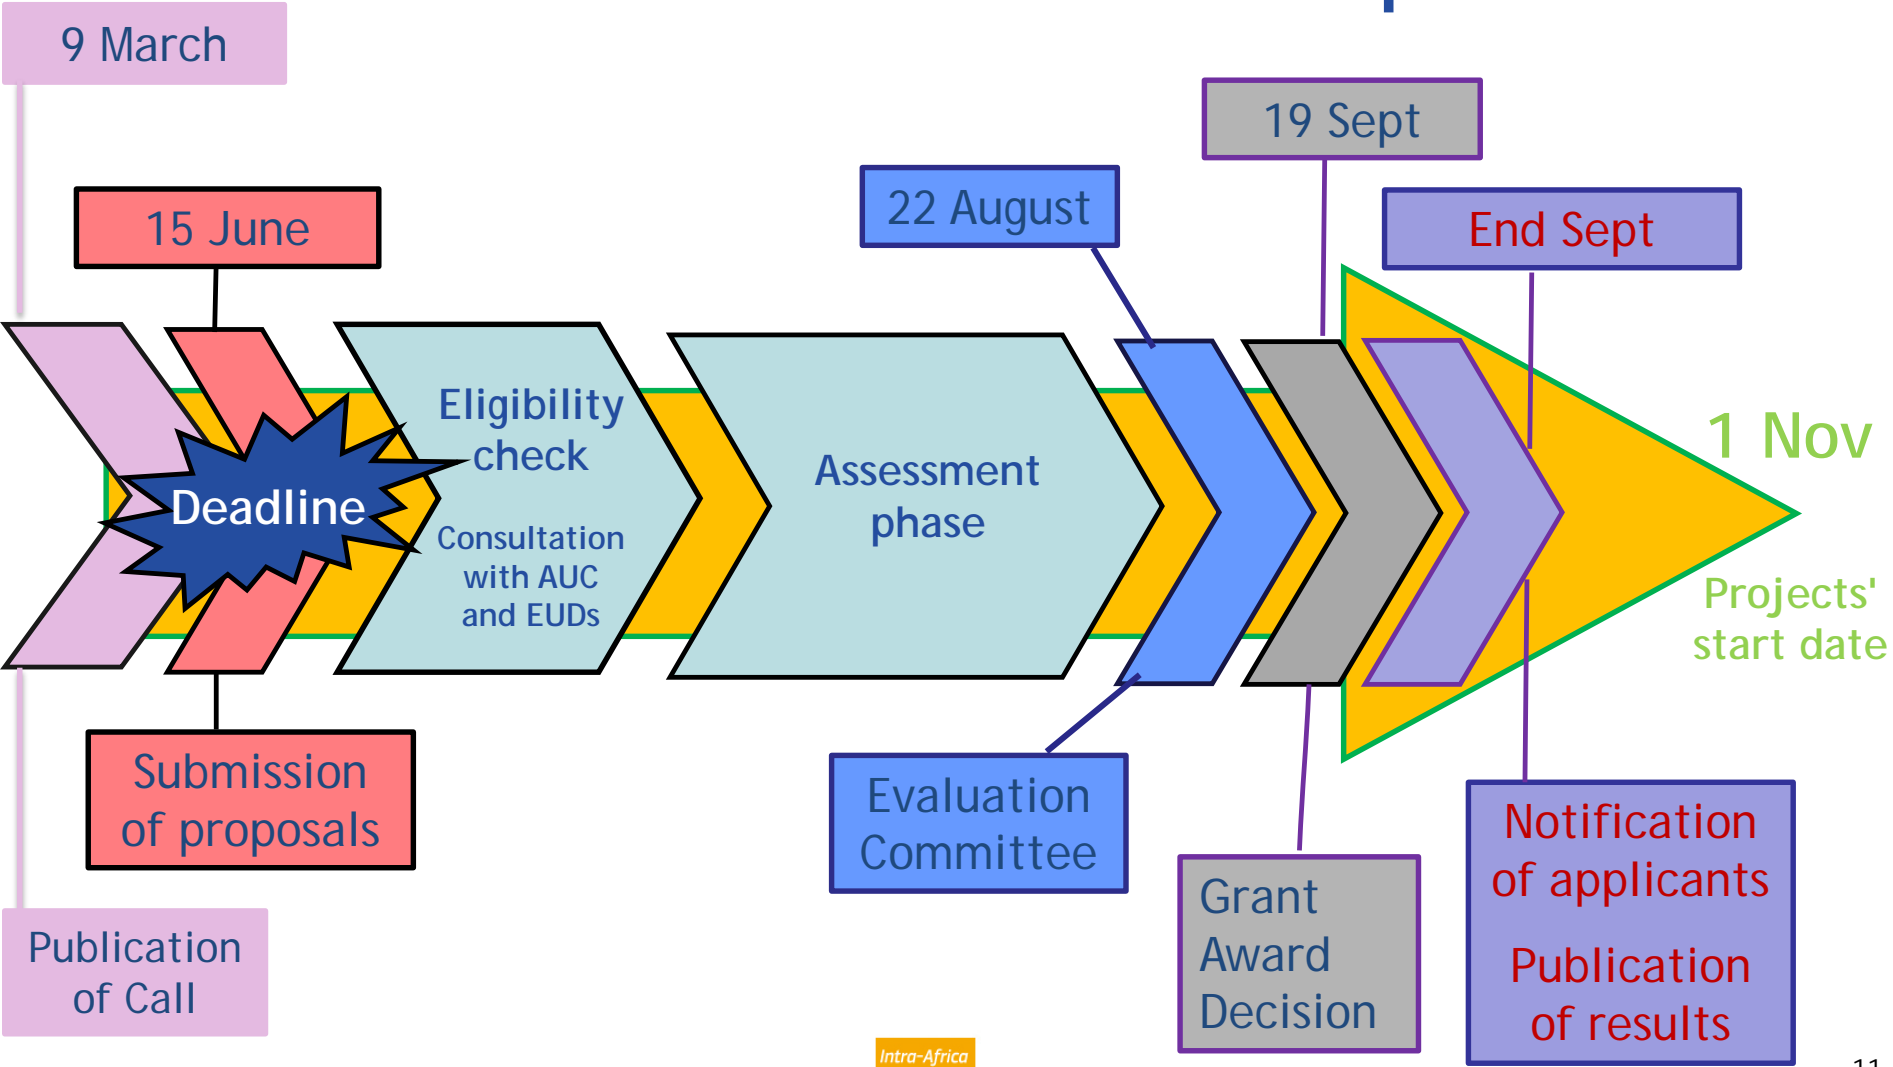 9 March
19 Sept
22 August
15 June
End Sept
Eligibility
check
Consultation
with AUC
and EUDs
Assessment
phase
Deadline
1 Nov
Projects'
start date
Submission
of proposals
Evaluation
Committee
Grant
Award
Decision
Notification
of applicants
Publication
of results
Publication
of Call
Intra-Africa
11